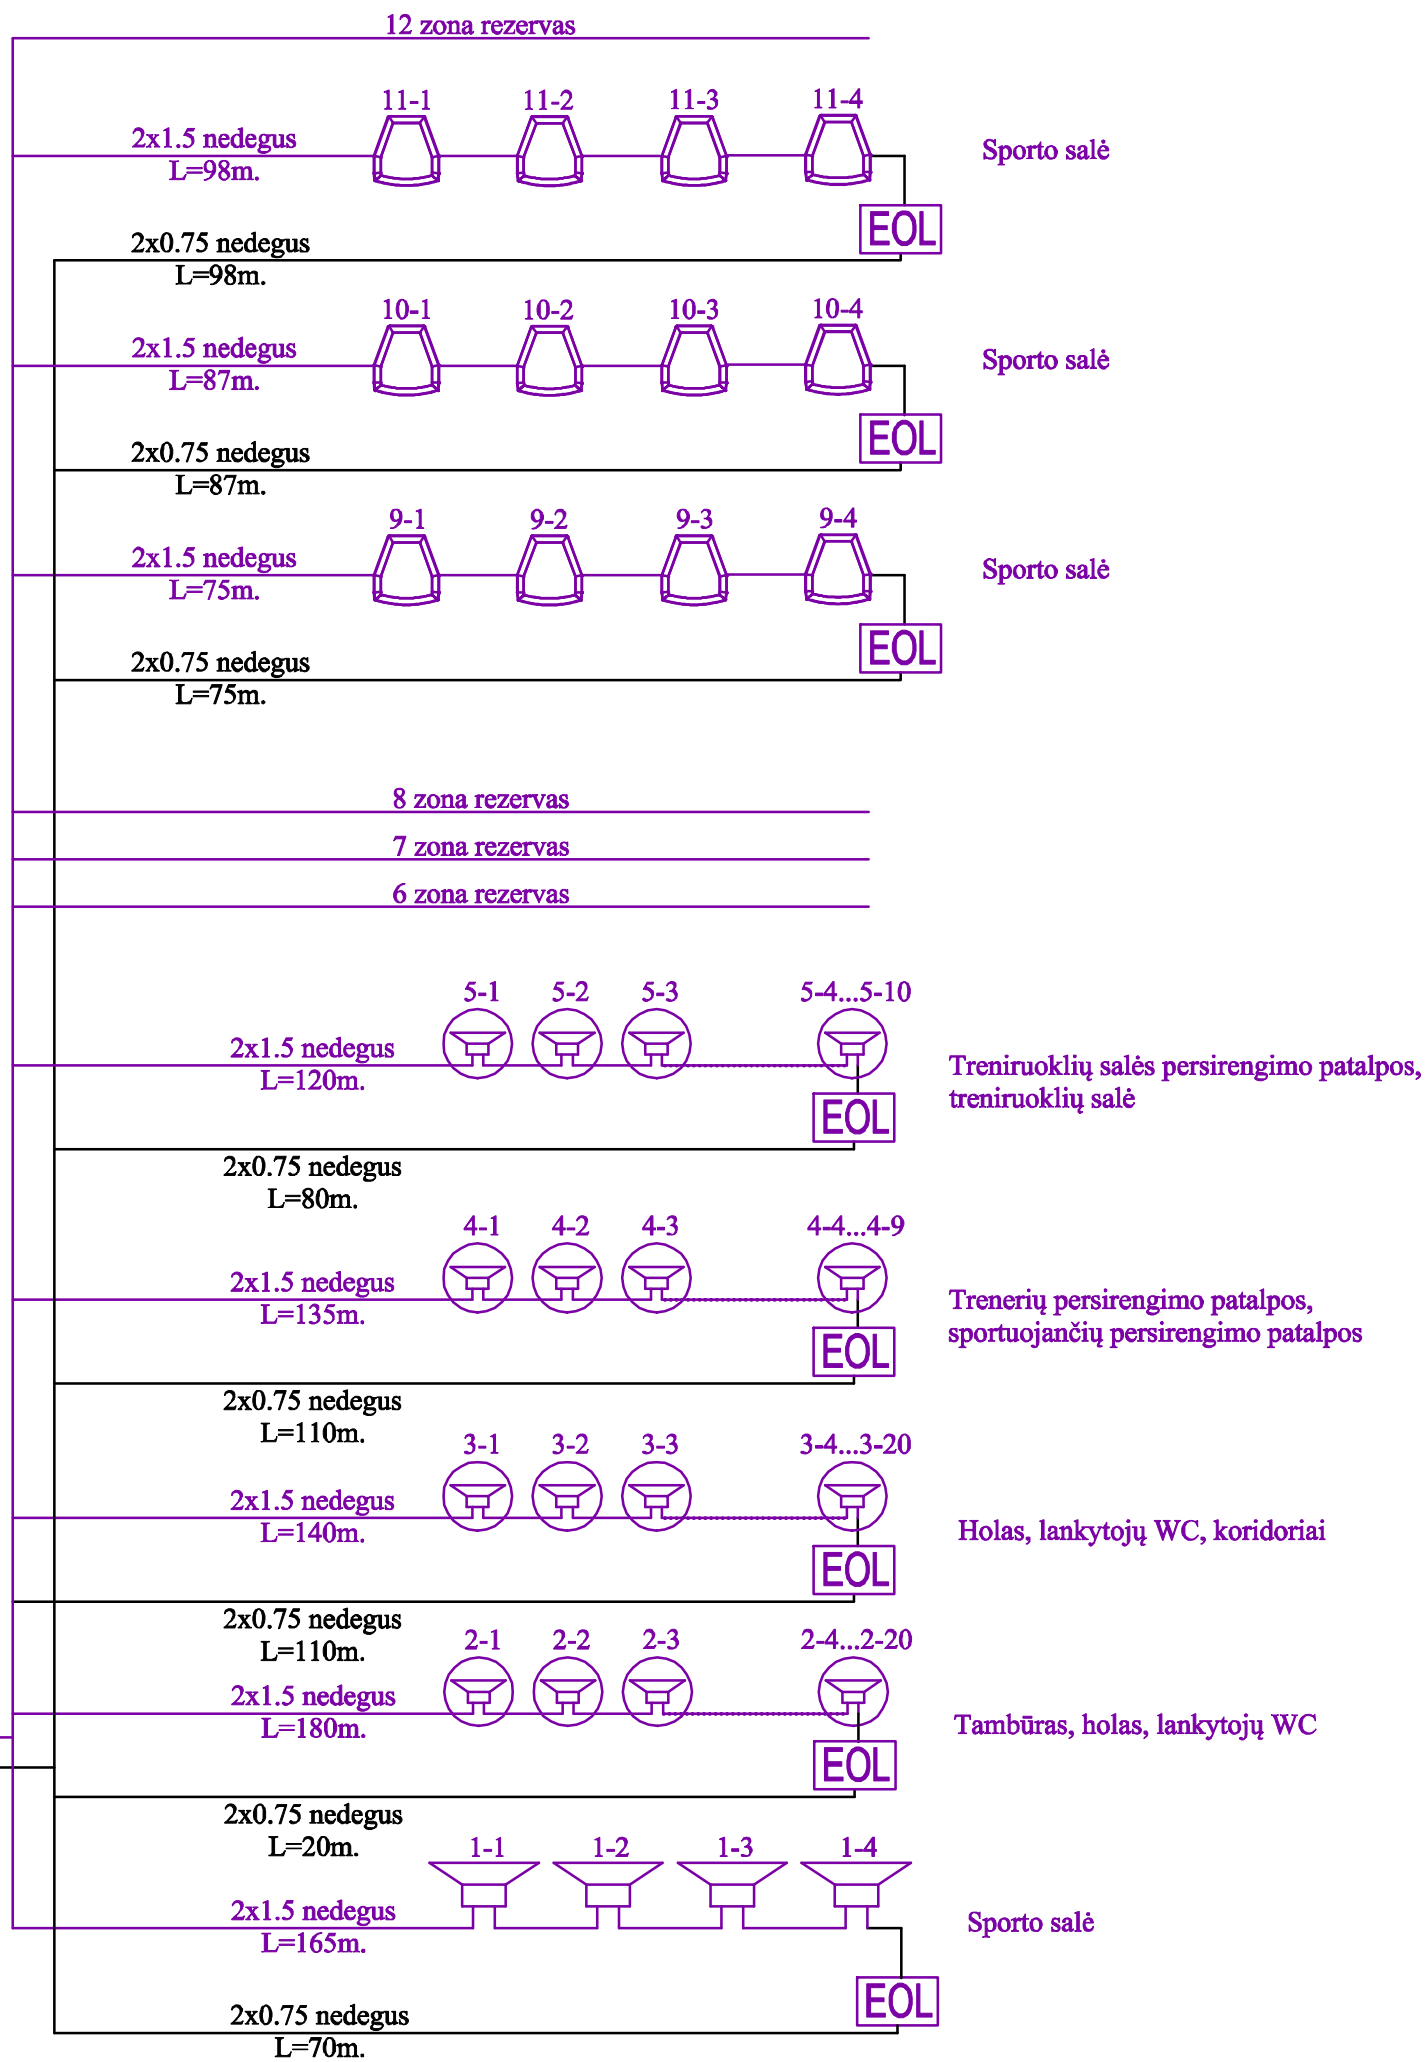 12 zona rezervas
11-1 11-2 11-3 11-4
2x1.5 nedegus
L=98m.
Sporto salė
EOL
2x0.75 nedegus
L=98m.
10-1 10-2 10-3 10-4
2x1.5 nedegus
L=87m.
Sporto salė
EOL
2x0.75 nedegus
L=87m.
9-1 9-2 9-3 9-4
2x1.5 nedegus
L=75m.
Sporto salė
EOL
2x0.75 nedegus
L=75m.
8 zona rezervas
7 zona rezervas
6 zona rezervas
5-1 5-2 5-3 5-4...5-10
2x1.5 nedegus
L=120m.
Treniruoklių salės persirengimo patalpos,
treniruoklių salė
EOL
2x0.75 nedegus
L=80m.
4-1 4-2 4-3 4-4...4-9
2x1.5 nedegus
L=135m.
Trenerių persirengimo patalpos,
sportuojančių persirengimo patalpos
EOL
2x0.75 nedegus
L=110m.
3-1 3-2 3-3 3-4...3-20
2x1.5 nedegus
L=140m.
Holas, lankytojų WC, koridoriai
EOL
2x0.75 nedegus
L=110m.
2-1 2-2 2-3 2-4...2-20
2x1.5 nedegus
L=180m.
Tambūras, holas, lankytojų WC
EOL
2x0.75 nedegus
L=20m.
1-1 1-2 1-3 1-4
2x1.5 nedegus
L=165m.
Sporto salė
EOL
2x0.75 nedegus
L=70m.